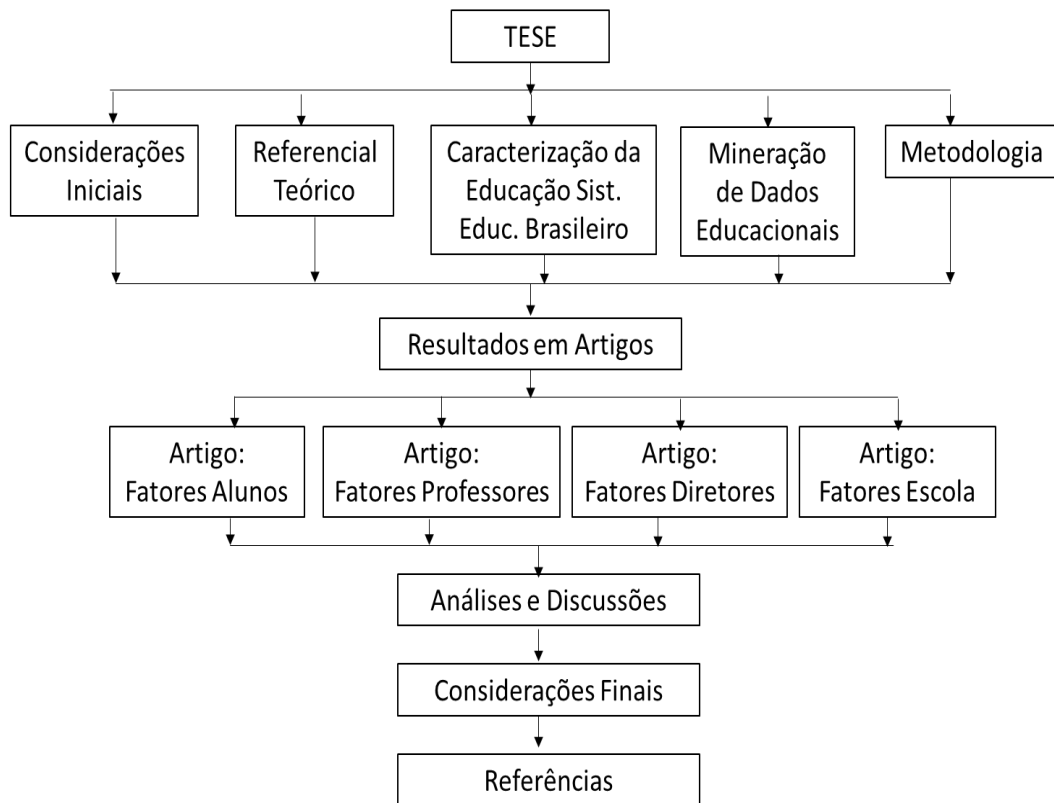 TESE
Considerações
Iniciais
Referencial
Teórico
Caracterização da
Educação Sist.
Educ. Brasileiro
Mineração
de Dados
Educacionais
Metodologia
Resultados em Artigos
Artigo:
Fatores Alunos
Artigo:
Fatores Professores
Artigo:
Fatores Diretores
Artigo:
Fatores Escola
Análises e Discussões
Considerações Finais
Referências